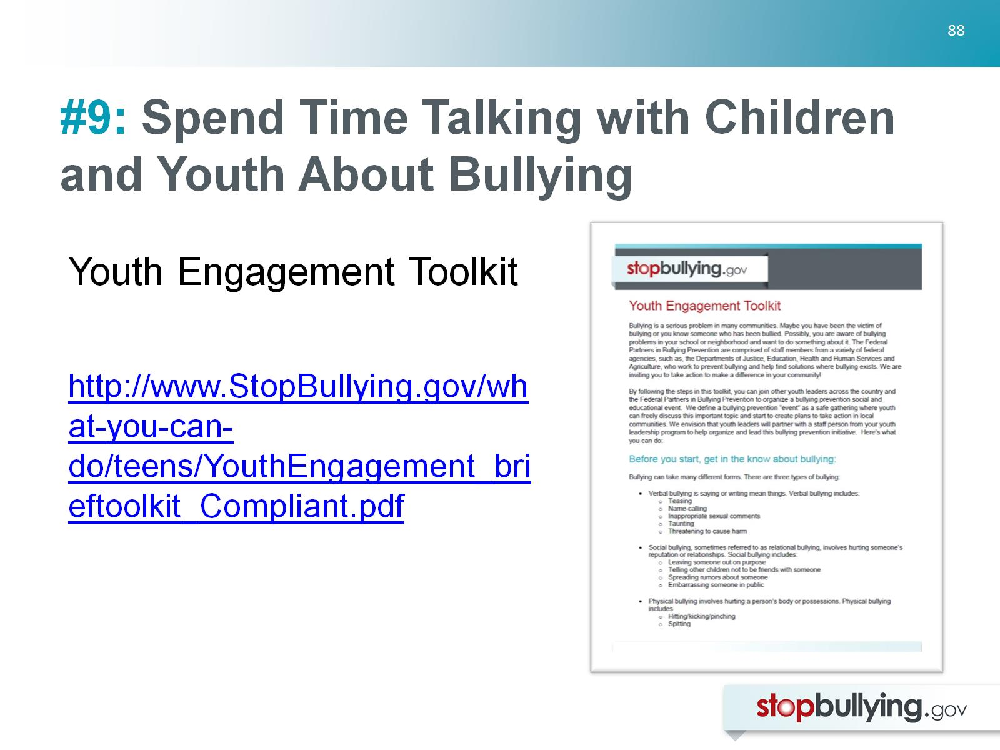 88
#9: Spend Time Talking with Children
and Youth About Bullying
Youth Engagement Toolkit
http://www.StopBullying.gov/wh
at-you-can-
do/teens/YouthEngagement_bri
eftoolkit_Compliant.pdf
stopbullying.gov
Youth Engagement Toolkit
Bullying is a serious problem in many communities. Maybe you have been the victim of
bullying or you know someone who has been bullied. Possibly, you are aware of bullying
problems in your school or neighborhood and want to do something about it. The Federal
Partners in Bullying Prevention are comprised of staff members from a variety of federal
agencies, such as, the Departments of Justice, Education, Health and Human Services and
Agriculture, who work to prevent bullying and help find solutions where bullying exists. We are
inviting you to take action to make a difference in your community!
By following the steps in this toolkit, you can join other youth leaders across the country and
the Federal Partners in Bullying Prevention to organize a bullying prevention social and
educational event. We define a bullying prevention "event" as a safe gathering where youth
can freely discuss this important topic and start to create plans to take action in local
communities. We envision that youth leaders will partner with a staff person from your youth
leadership program to help organize and lead this bullying prevention initiative. Here's what
you can do:
Before you start, get in the know about bullying:
Bullying can take many different forms. There are three types of bullying:
• Verbal bullying is saying or writing mean things. Verbal bullying includes:
o Teasing
o Name-calling
o Inappropriate sexual comments
o Taunting
o Threatening to cause harm
• Social bullying, sometimes referred to as relational bullying, involves hurting someone's
reputation or relationships. Social bullying includes:
o Leaving someone out on purpose
o Telling other children not to be friends with someone
o Spreading rumors about someone
o Embarrassing someone in public
• Physical bullying involves hurting a person's body or possessions. Physical bullying
includes
o Hitting/kicking/pinching
o Spitting
stopbullying.gov